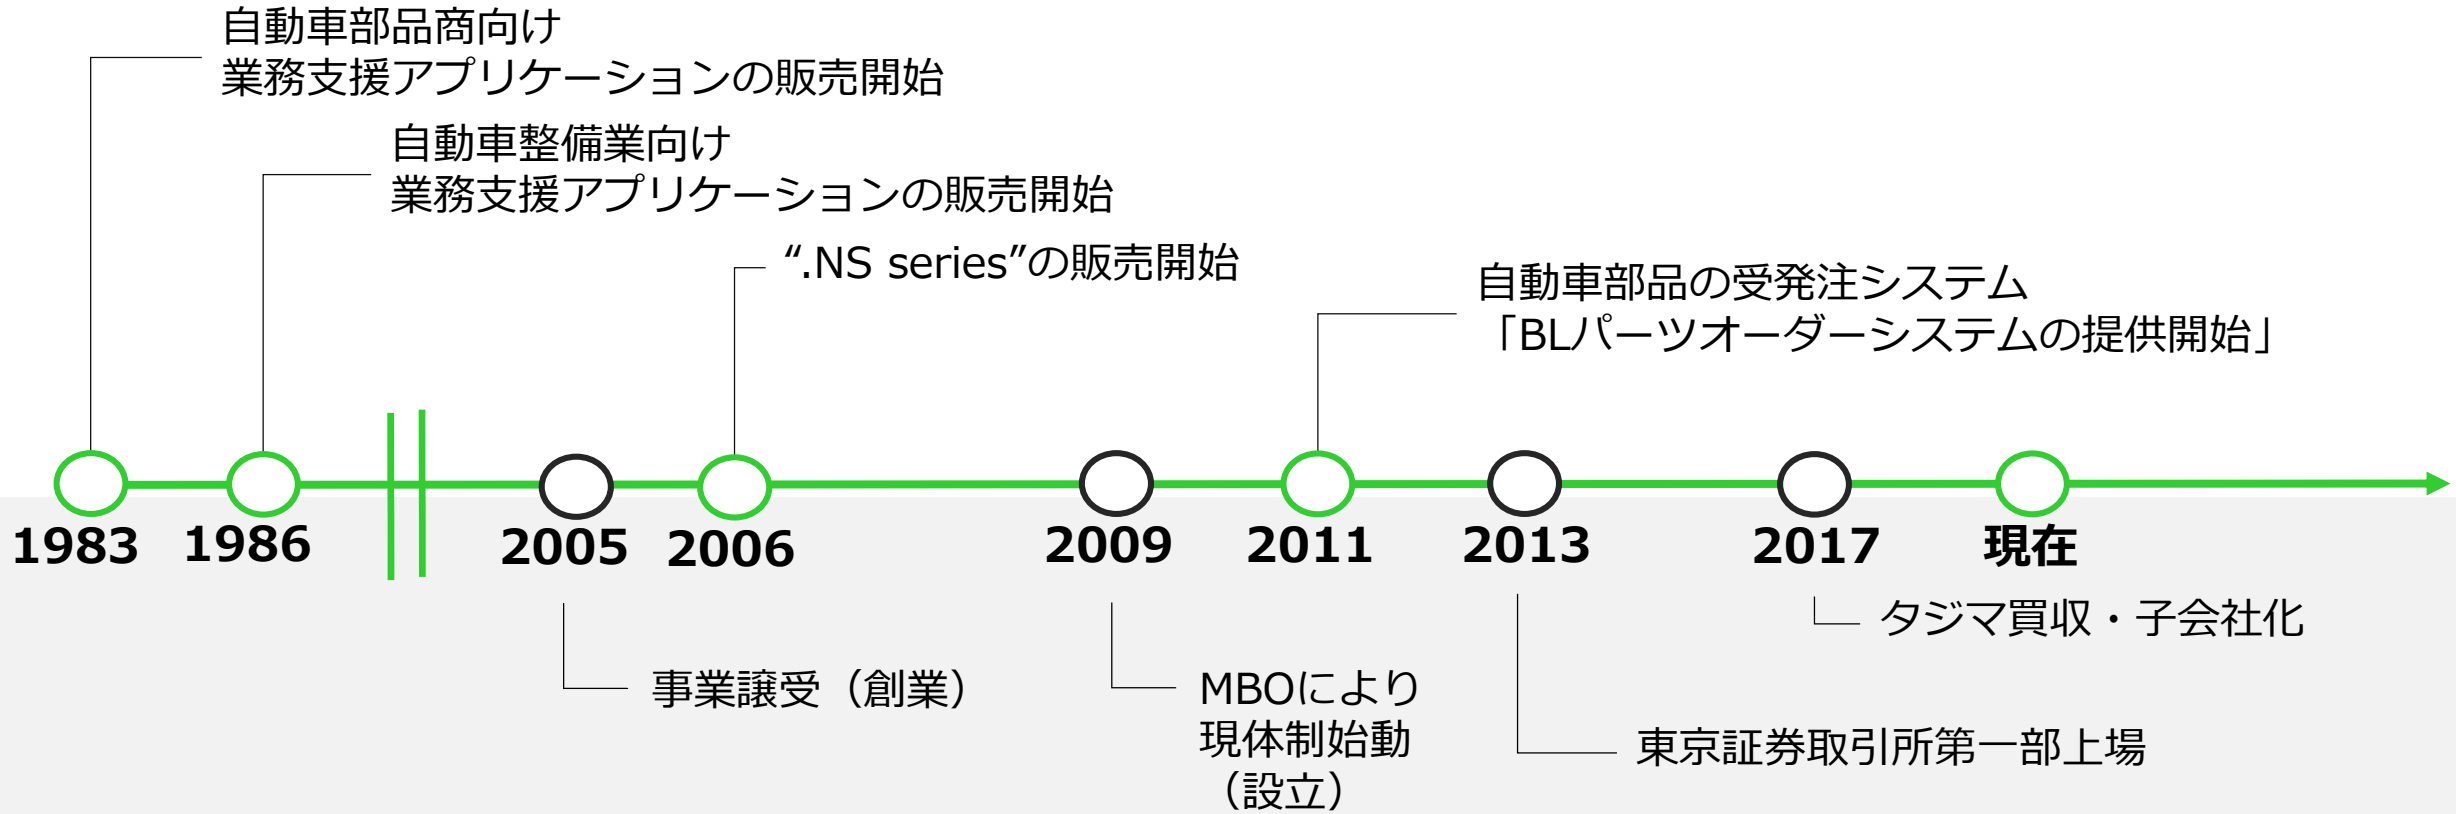 自動車部品商向け
業務支援アプリケーションの販売開始
自動車整備業向け
業務支援アプリケーションの販売開始
“.NS series”の販売開始
自動車部品の受発注システム
「BLパーツオーダーシステムの提供開始」
1983
1986
2005
2006
2009
2011
2013
2017
現在
タジマ買収・子会社化
事業譲受（創業）
MBOにより
現体制始動
（設立）
東京証券取引所第一部上場